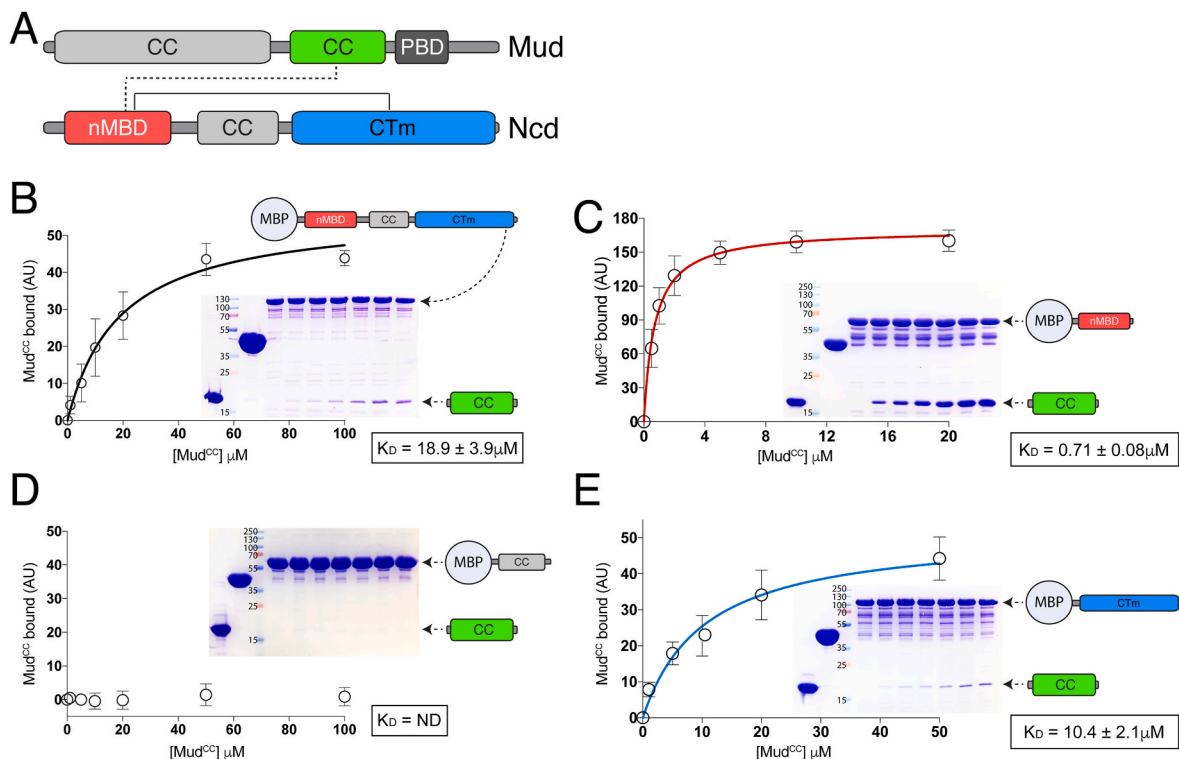 A
CC CC PBD Mud
nMBD CC CTm Ncd
B
MBP nMBD CC CTm
Mud^CC bound (AU)
50
40
30
20
10
0
0 20 40 60 80 100
[Mud^CC] μM
130
100
70
55
35
25
15
CC
K_D = 18.9 ± 3.9μM
C
Mud^CC bound (AU)
180
150
120
90
60
30
0
0 4 8 12 16 20
[Mud^CC] μM
250
130
100
70
55
35
25
15
MBP nMBD
CC
K_D = 0.71 ± 0.08μM
D
Mud^CC bound (AU)
50
40
30
20
10
0
0 20 40 60 80 100
[Mud^CC] μM
250
130
100
70
55
35
25
15
MBP CC
CC
K_D = ND
E
Mud^CC bound (AU)
50
40
30
20
10
0
0 10 20 30 40 50
[Mud^CC] μM
250
130
100
70
55
35
25
15
MBP CTm
CC
K_D = 10.4 ± 2.1μM